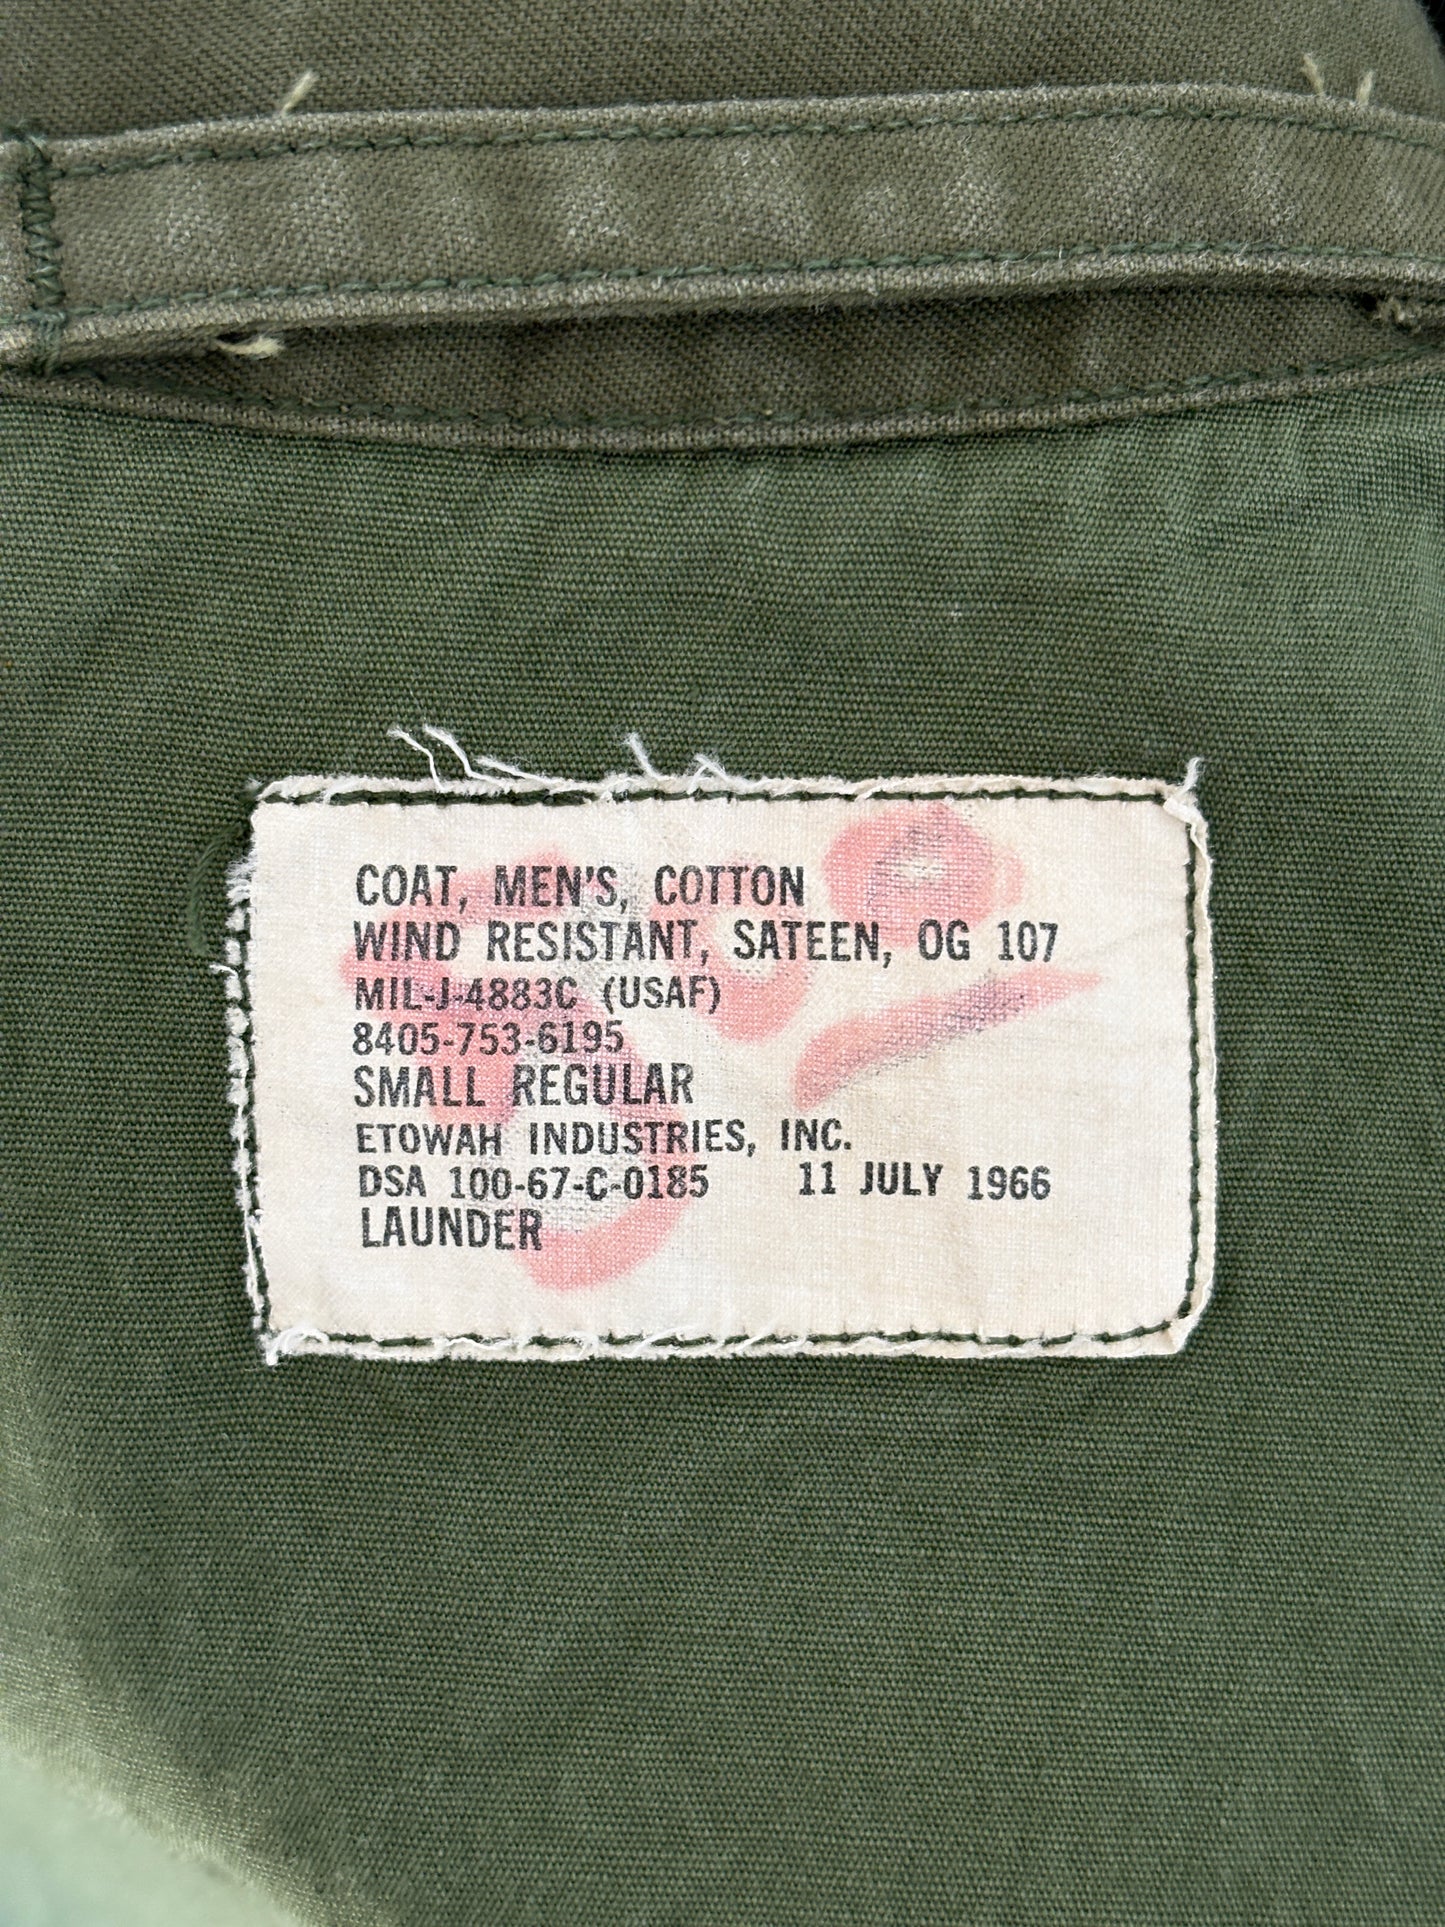 COAT, MEN'S, COTTON
WIND RESISTANT, SATEEN, OG 107
MIL-J-4883C (USAF)
8405-753-6195
SMALL REGULAR
ETOWAH INDUSTRIES, INC.
DSA 100-67-C-0185 11 JULY 1966
LAUNDER